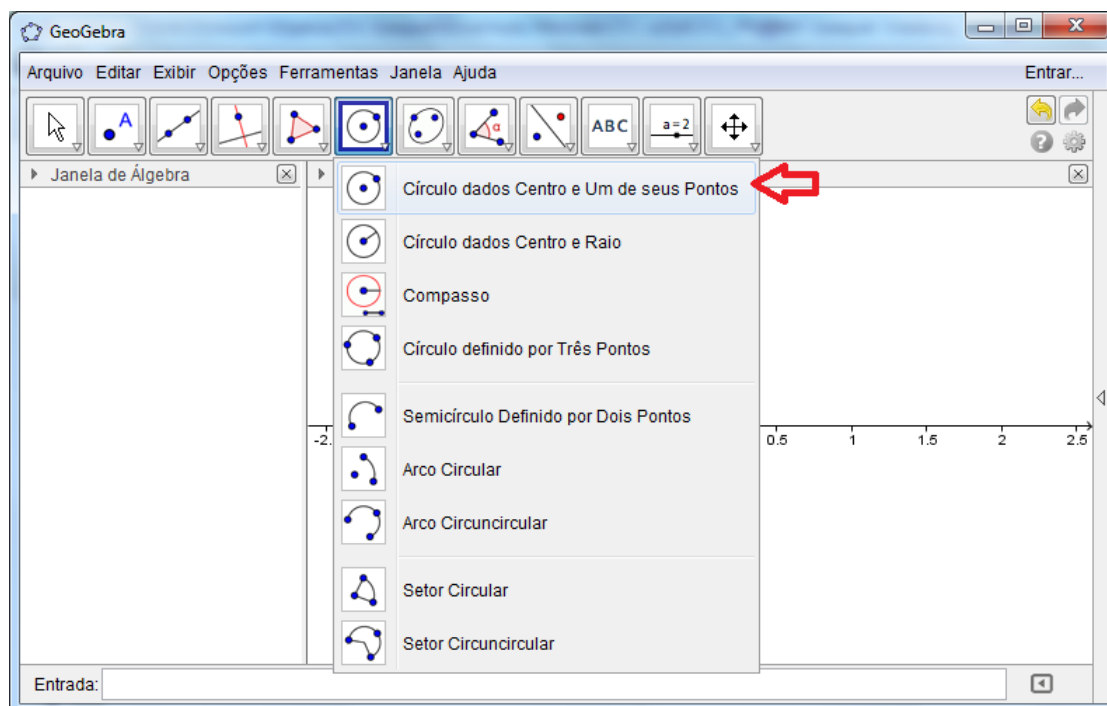 GeoGebra
Arquivo Editar Exibir Opções Ferramentas Janela Ajuda Entrar...
A α ABC a=2
Janela de Álgebra
Círculo dados Centro e Um de seus Pontos
Círculo dados Centro e Raio
Compasso
Círculo definido por Três Pontos
Semicírculo Definido por Dois Pontos
Arco Circular
Arco Circuncircular
Setor Circular
Setor Circuncircular
-2. 0.5 1 1.5 2 2.5
Entrada: